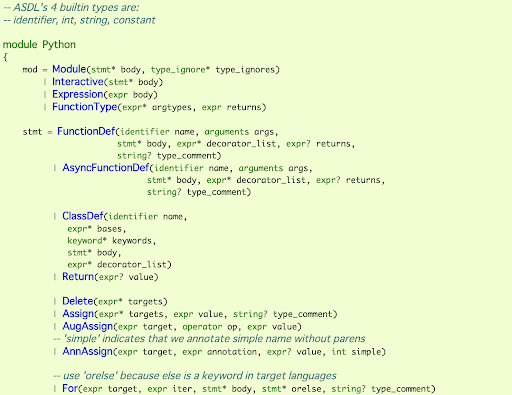 -- ASDL's 4 builtin types are:
-- identifier, int, string, constant
module Python
{
mod = Module(stmt* body, type_ignore* type_ignores)
| Interactive(stmt* body)
| Expression(expr body)
| FunctionType(expr* argtypes, expr returns)
stmt = FunctionDef(identifier name, arguments args,
stmt* body, expr* decorator_list, expr? returns,
string? type_comment)
| AsyncFunctionDef(identifier name, arguments args,
stmt* body, expr* decorator_list, expr? returns,
string? type_comment)
| ClassDef(identifier name,
expr* bases,
keyword* keywords,
stmt* body,
expr* decorator_list)
| Return(expr? value)
| Delete(expr* targets)
| Assign(expr* targets, expr value, string? type_comment)
| AugAssign(expr target, operator op, expr value)
-- 'simple' indicates that we annotate simple name without parens
| AnnAssign(expr target, expr annotation, expr? value, int simple)
-- use 'orelse' because else is a keyword in target languages
| For(expr target, expr iter, stmt* body, stmt* orelse, string? type_comment)